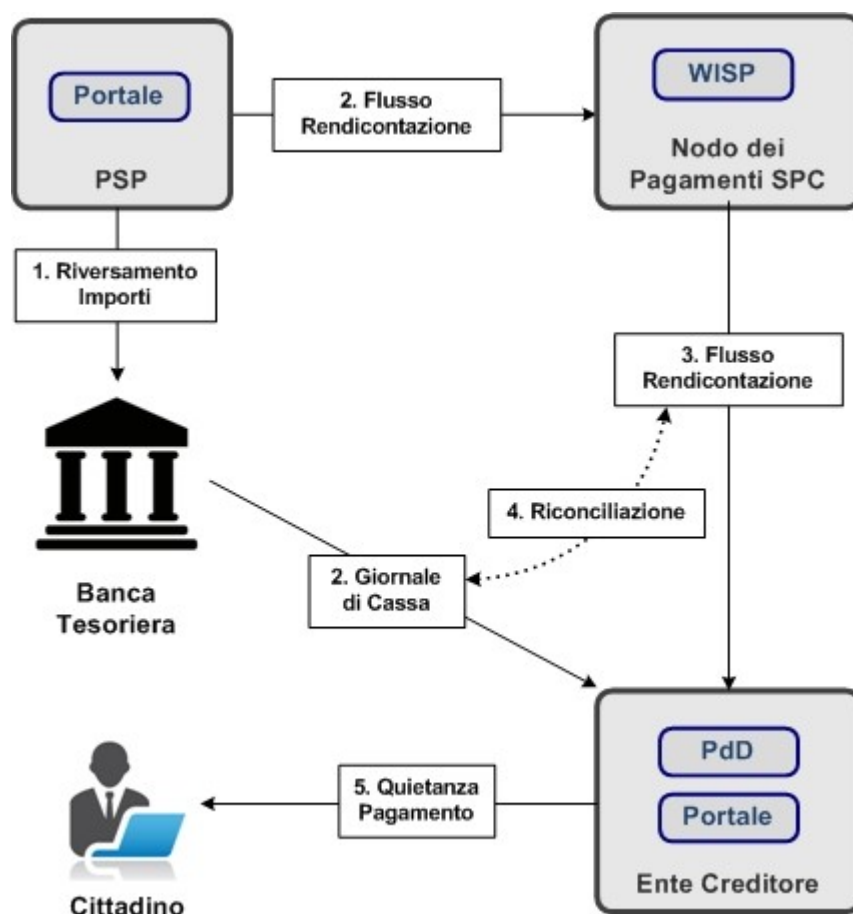 Portale
PSP
2. Flusso
Rendicontazione
WISP
Nodo dei
Pagamenti SPC
1. Riversamento
Importi
3. Flusso
Rendicontazione
4. Riconciliazione
2. Giornale
di Cassa
Banca
Tesoriera
PdD
Portale
Ente Creditore
5. Quietanza
Pagamento
Cittadino